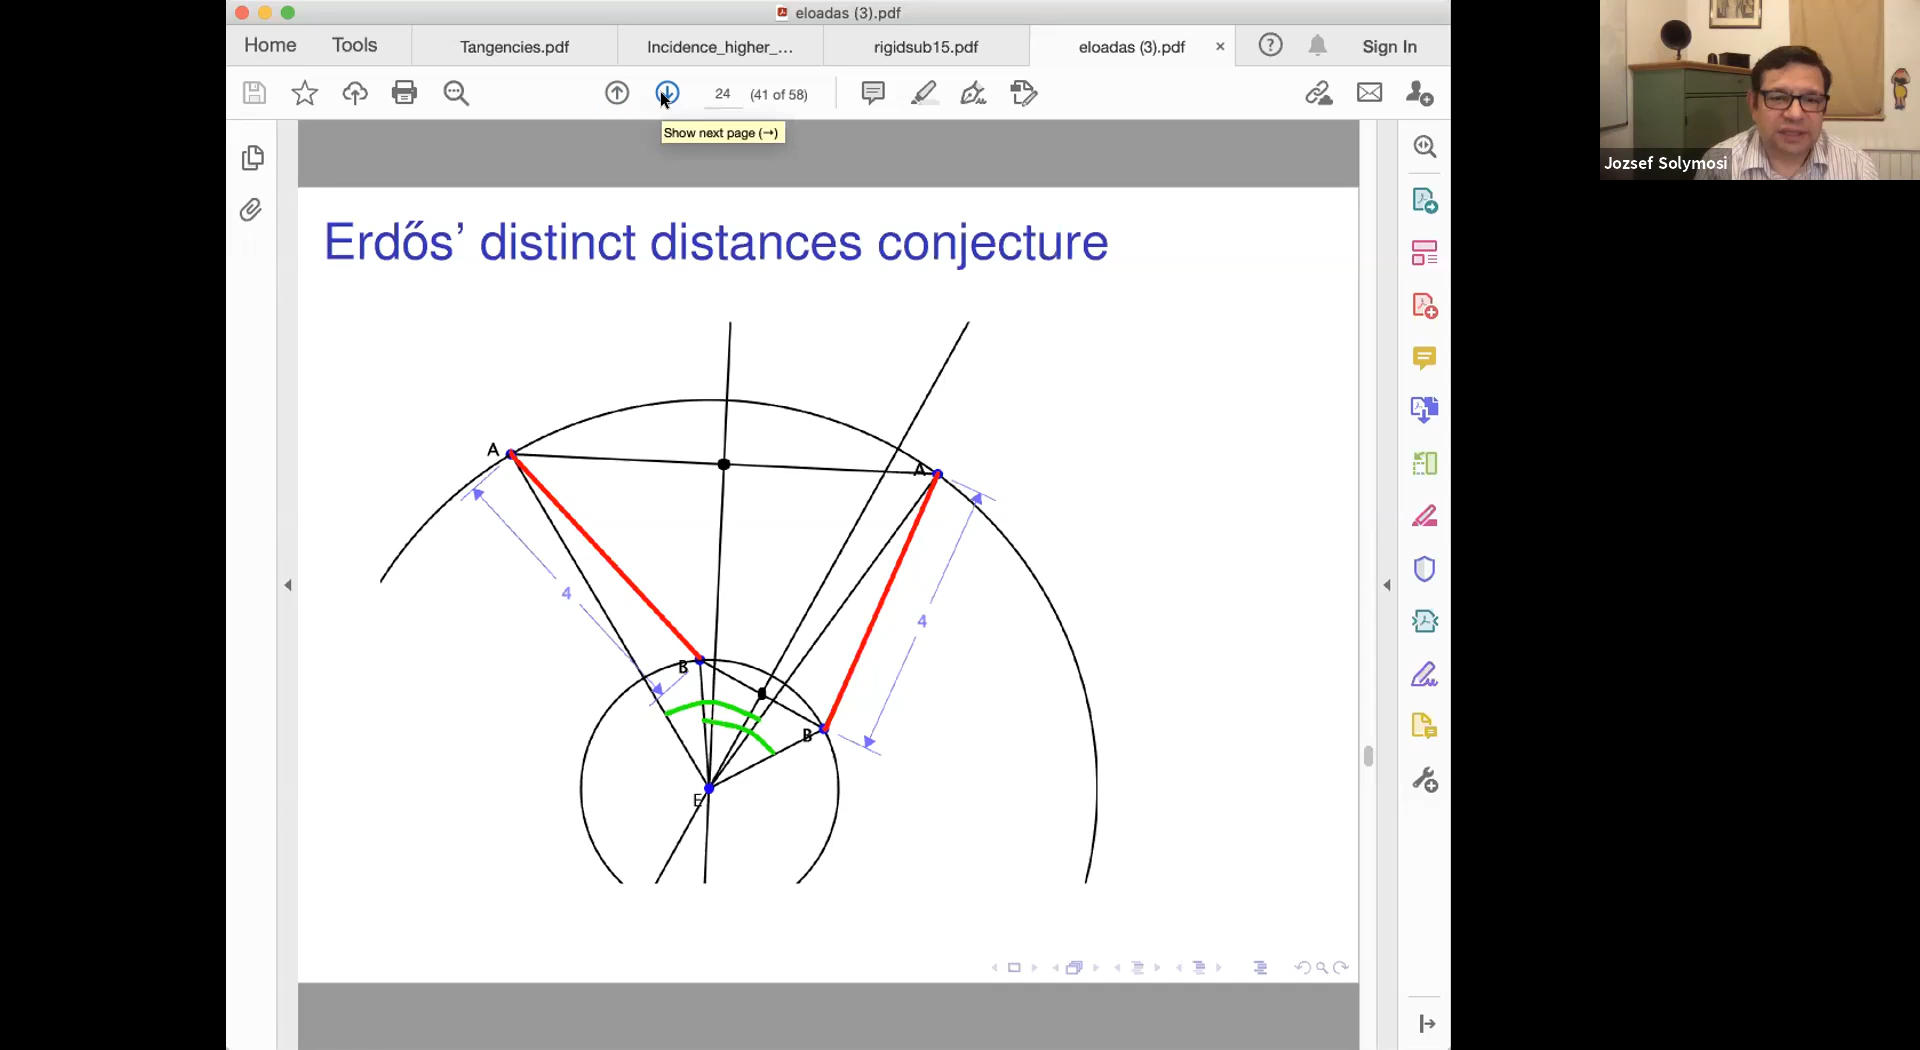 eloadas (3).pdf
Home
Tools
Tangencies.pdf
Incidence_higher_...
rigidsub15.pdf
eloadas (3).pdf
×
?
Sign In
24
(41 of 58)
Show next page (→)
Jozsef Solymosi
Erdős’ distinct distances conjecture
A
A
4
4
B
B
E